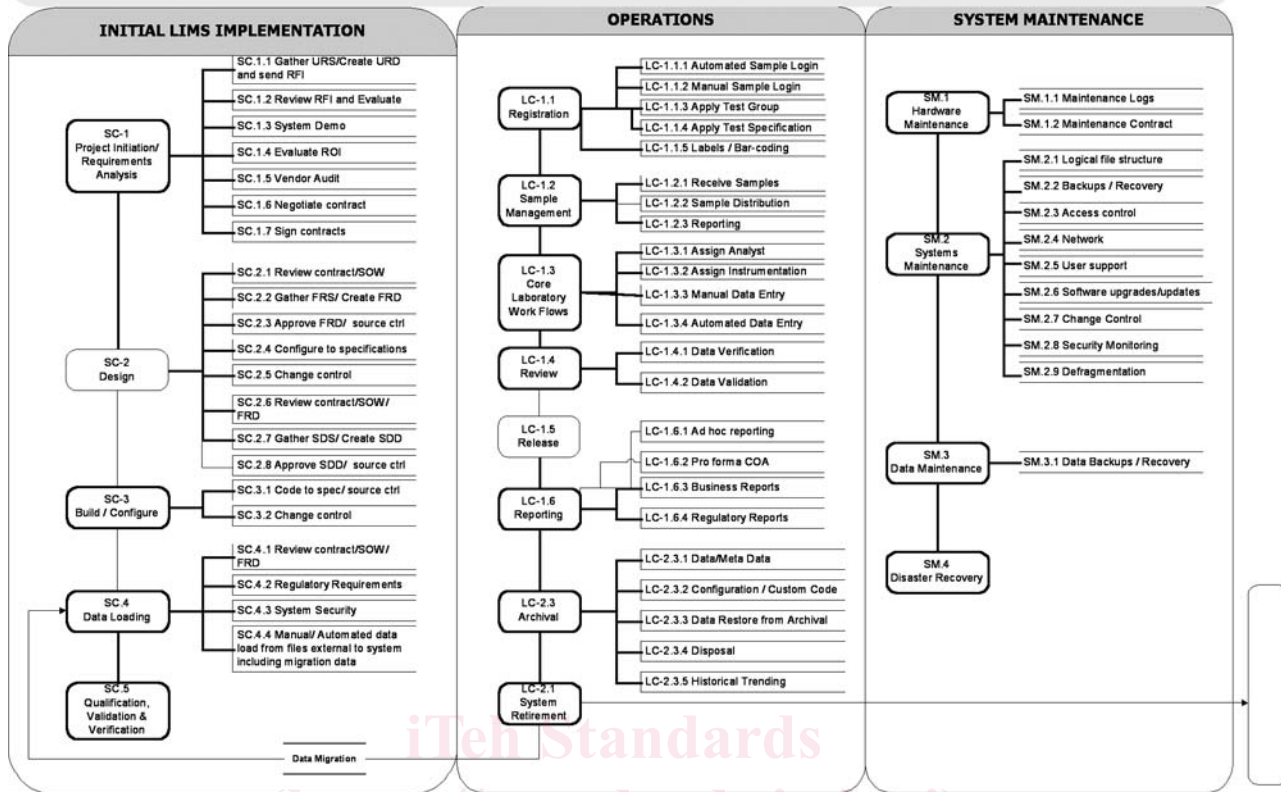 INITIAL LIMS IMPLEMENTATION
SC-1
Project Initiation/
Requirements
Analysis
SC.1.1 Gather URS/Create URD
and send RFI
SC.1.2 Review RFI and Evaluate
SC.1.3 System Demo
SC.1.4 Evaluate ROI
SC.1.5 Vendor Audit
SC.1.6 Negotiate contract
SC.1.7 Sign contracts
SC-2
Design
SC.2.1 Review contract/SOW
SC.2.2 Gather FRS/ Create FRD
SC.2.3 Approve FRD/ source ctrl
SC.2.4 Configure to specifications
SC.2.5 Change control
SC.2.6 Review contract/SOW/
FRD
SC.2.7 Gather SDS/ Create SDD
SC.2.8 Approve SDD/ source ctrl
SC-3
Build / Configure
SC.3.1 Code to spec/ source ctrl
SC.3.2 Change control
SC.4
Data Loading
SC.4.1 Review contract/SOW/
FRD
SC.4.2 Regulatory Requirements
SC.4.3 System Security
SC.4.4 Manual/ Automated data
load from files external to system
including migration data
SC.5
Qualification,
Validation &
Verification
Data Migration
OPERATIONS
LC-1.1
Registration
LC-1.1.1 Automated Sample Login
LC-1.1.2 Manual Sample Login
LC-1.1.3 Apply Test Group
LC-1.1.4 Apply Test Specification
LC-1.1.5 Labels / Bar-coding
LC-1.2
Sample
Management
LC-1.2.1 Receive Samples
LC-1.2.2 Sample Distribution
LC-1.2.3 Reporting
LC-1.3
Core
Laboratory
Work Flows
LC-1.3.1 Assign Analyst
LC-1.3.2 Assign Instrumentation
LC-1.3.3 Manual Data Entry
LC-1.3.4 Automated Data Entry
LC-1.4
Review
LC-1.4.1 Data Verification
LC-1.4.2 Data Validation
LC-1.5
Release
LC-1.6
Reporting
LC-1.6.1 Ad hoc reporting
LC-1.6.2 Pro forma COA
LC-1.6.3 Business Reports
LC-1.6.4 Regulatory Reports
LC-2.3
Archival
LC-2.3.1 Data/Meta Data
LC-2.3.2 Configuration / Custom Code
LC-2.3.3 Data Restore from Archival
LC-2.3.4 Disposal
LC-2.3.5 Historical Trending
LC-2.1
System
Retirement
SYSTEM MAINTENANCE
SM.1
Hardware
Maintenance
SM.1.1 Maintenance Logs
SM.1.2 Maintenance Contract
SM.2
Systems
Maintenance
SM.2.1 Logical file structure
SM.2.2 Backups / Recovery
SM.2.3 Access control
SM.2.4 Network
SM.2.5 User support
SM.2.6 Software upgrades/updates
SM.2.7 Change Control
SM.2.8 Security Monitoring
SM.2.9 Defragmentation
SM.3
Data Maintenance
SM.3.1 Data Backups / Recovery
SM.4
Disaster Recovery
iTeh Standards